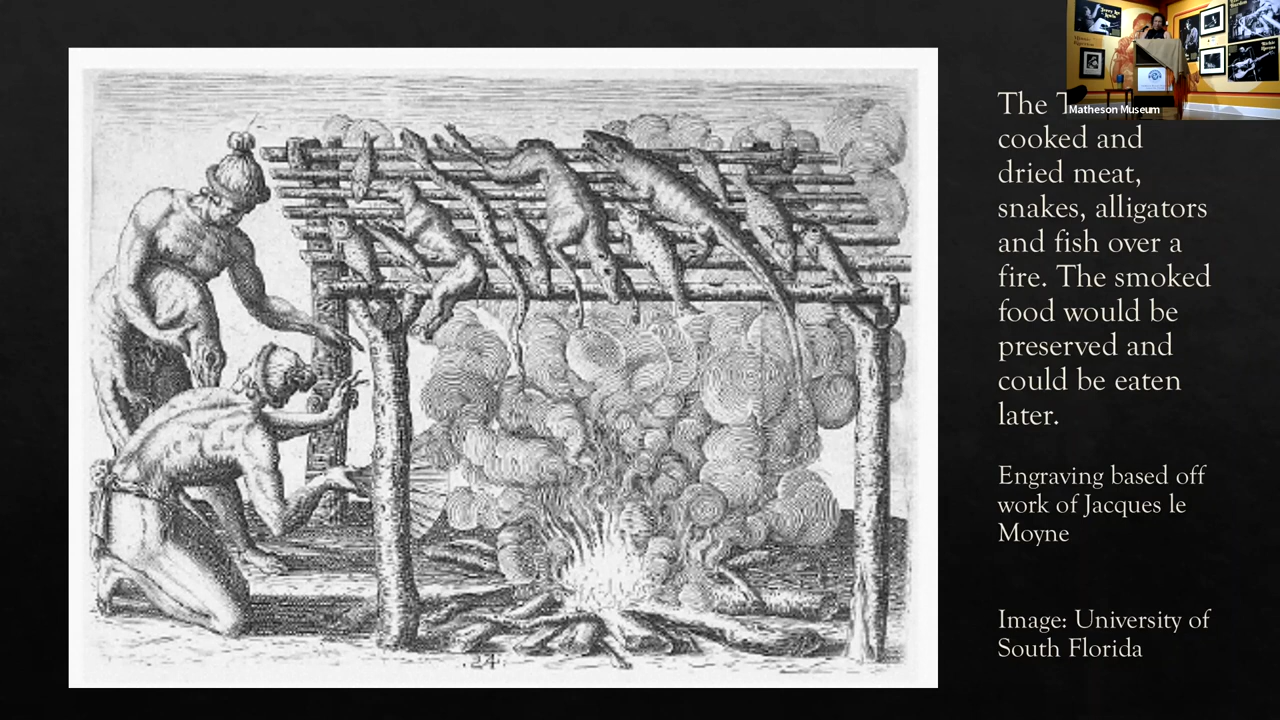 The
cooked and
dried meat,
snakes, alligators
and fish over a
fire. The smoked
food would be
preserved and
could be eaten
later.
Engraving based off
work of Jacques le
Moyne
Image: University of
South Florida
Matheson Museum
.24.